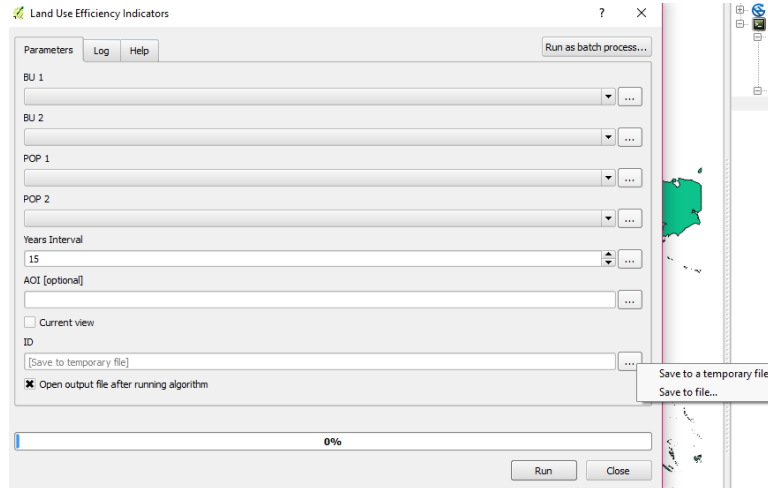 Land Use Efficiency Indicators
? ×
Parameters Log Help Run as batch process...
BU 1
...
BU 2
...
POP 1
...
POP 2
...
Years Interval
15 ...
AOI [optional]
...
Current view
ID
[Save to temporary file] ...
Open output file after running algorithm
Save to a temporary file
Save to file...
0%
Run Close